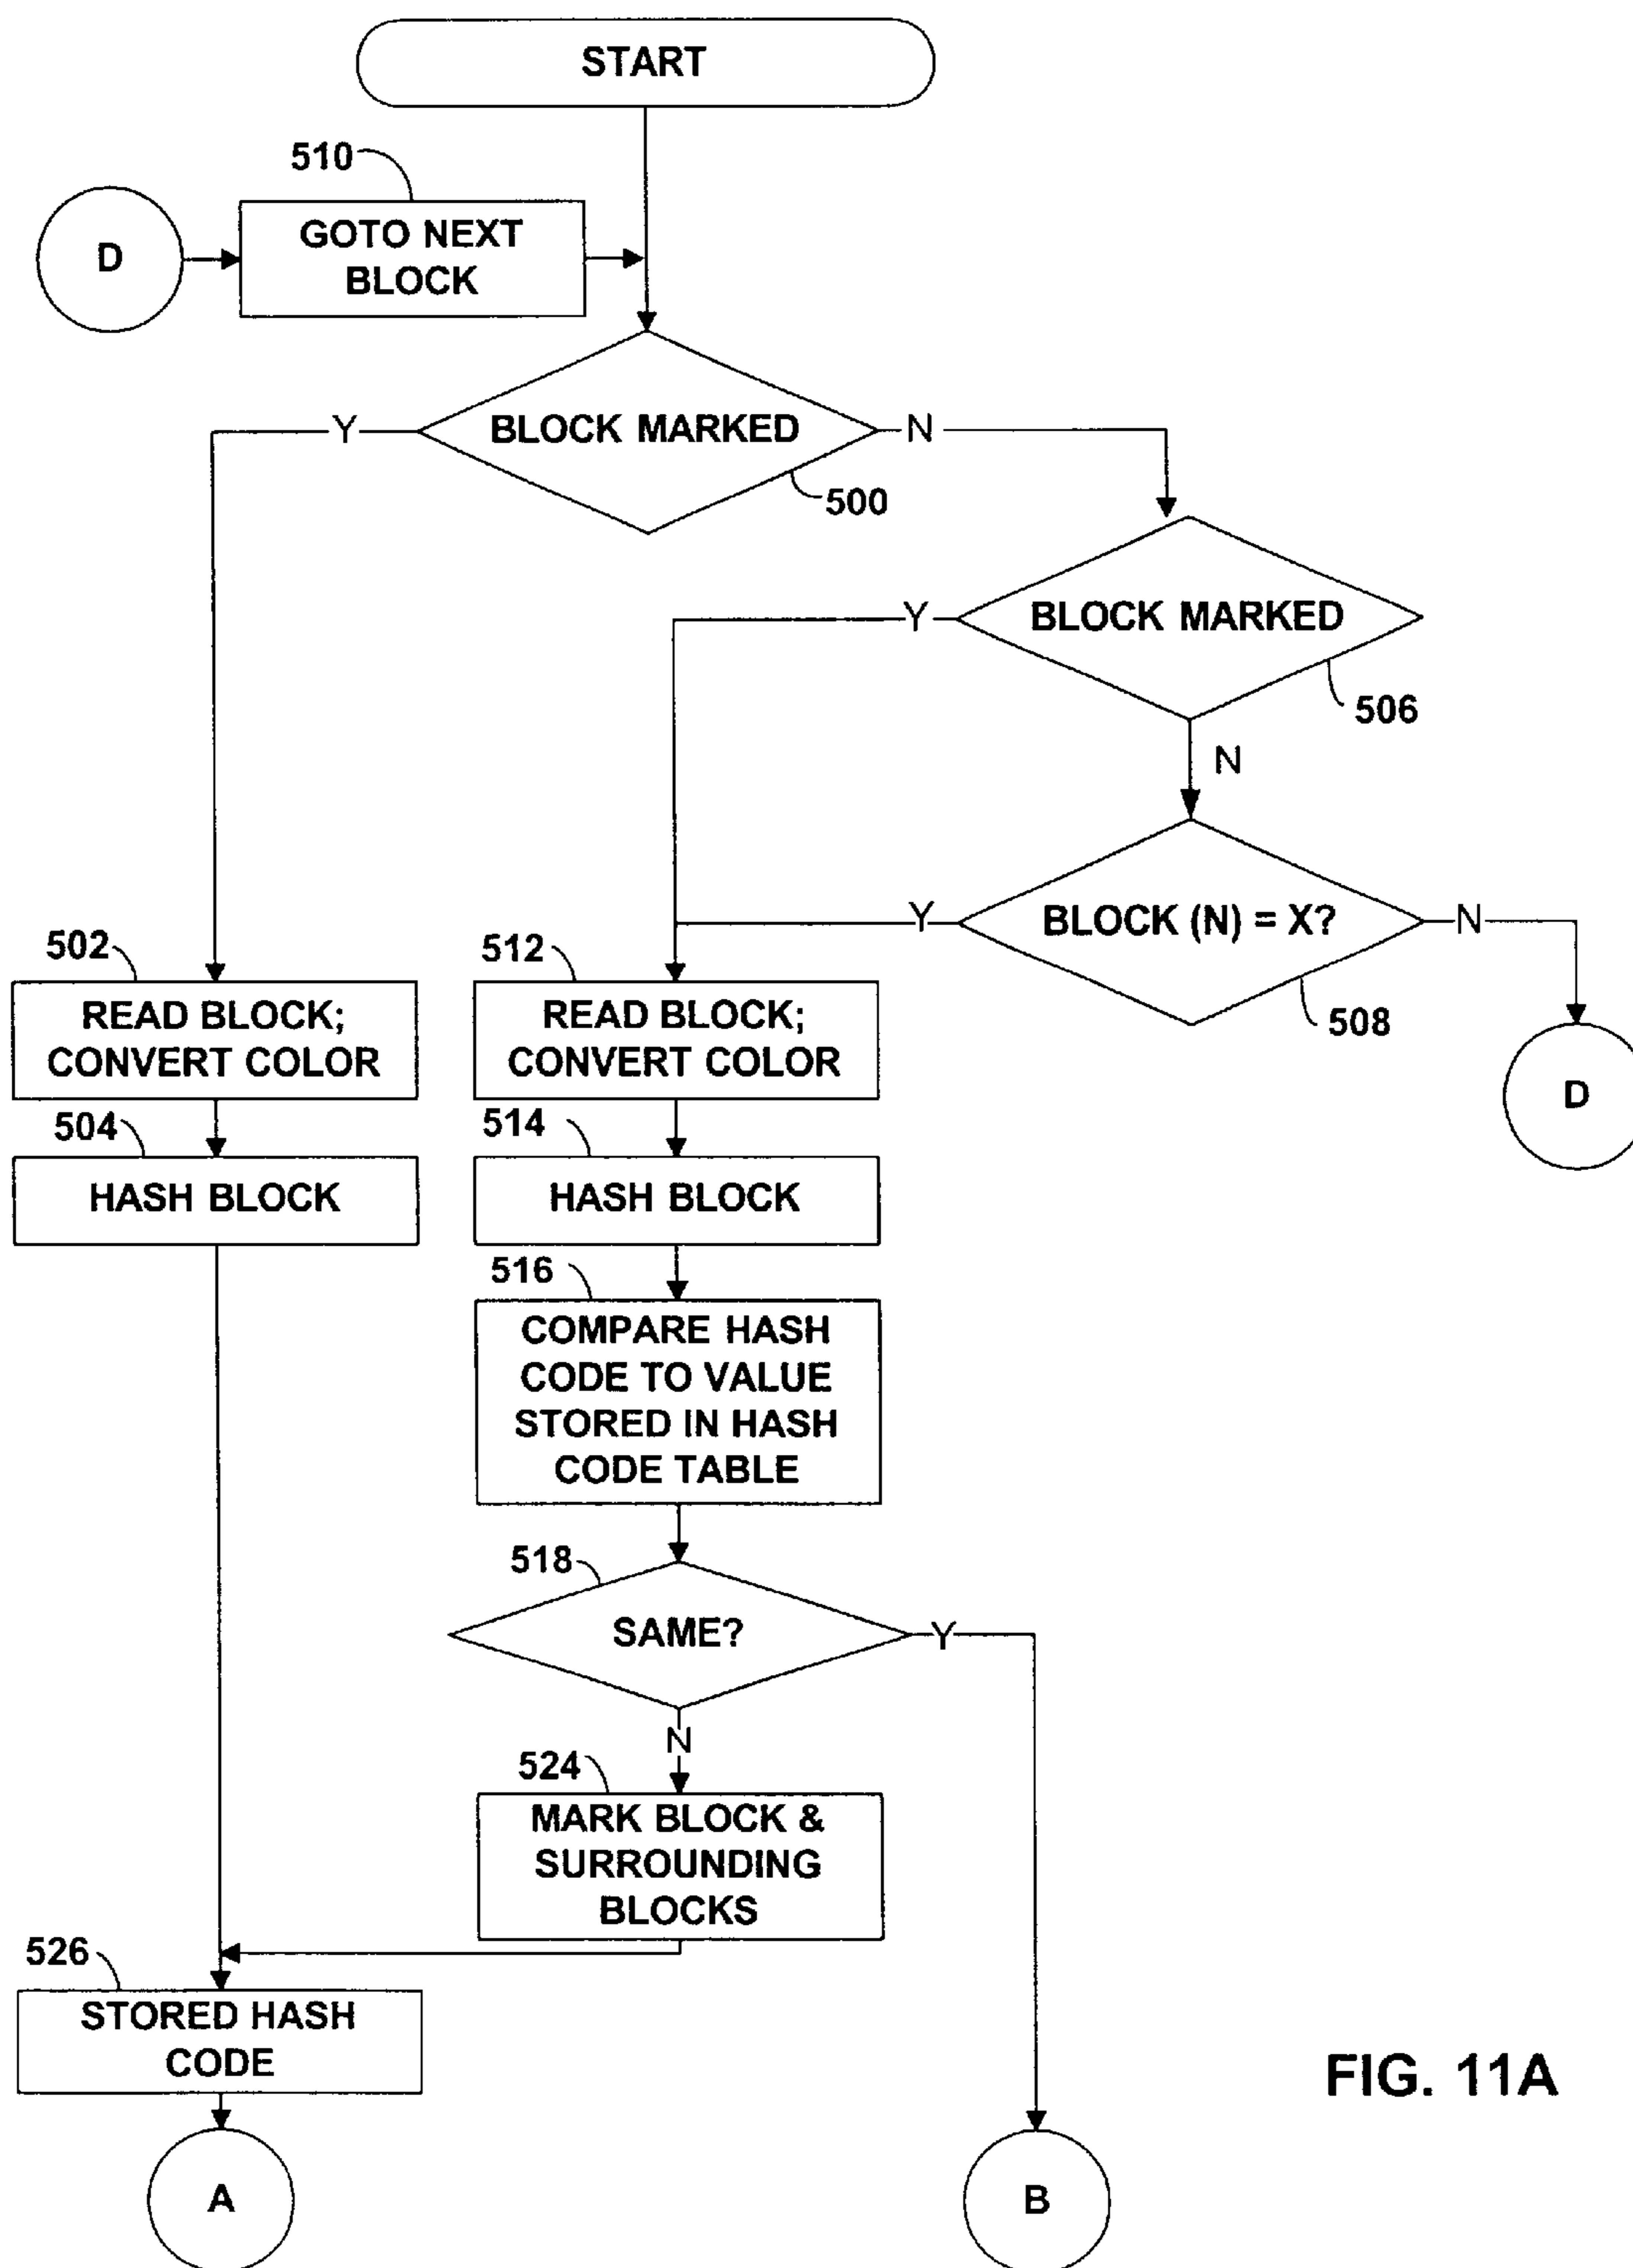 START
510
D
GOTO NEXT
BLOCK
Y
BLOCK MARKED
N
500
Y
BLOCK MARKED
506
N
Y
BLOCK (N) = X?
N
508
D
502
READ BLOCK;
CONVERT COLOR
512
READ BLOCK;
CONVERT COLOR
504
HASH BLOCK
514
HASH BLOCK
516
COMPARE HASH
CODE TO VALUE
STORED IN HASH
CODE TABLE
518
SAME?
Y
N
524
MARK BLOCK &
SURROUNDING
BLOCKS
526
STORED HASH
CODE
A
B
FIG. 11A